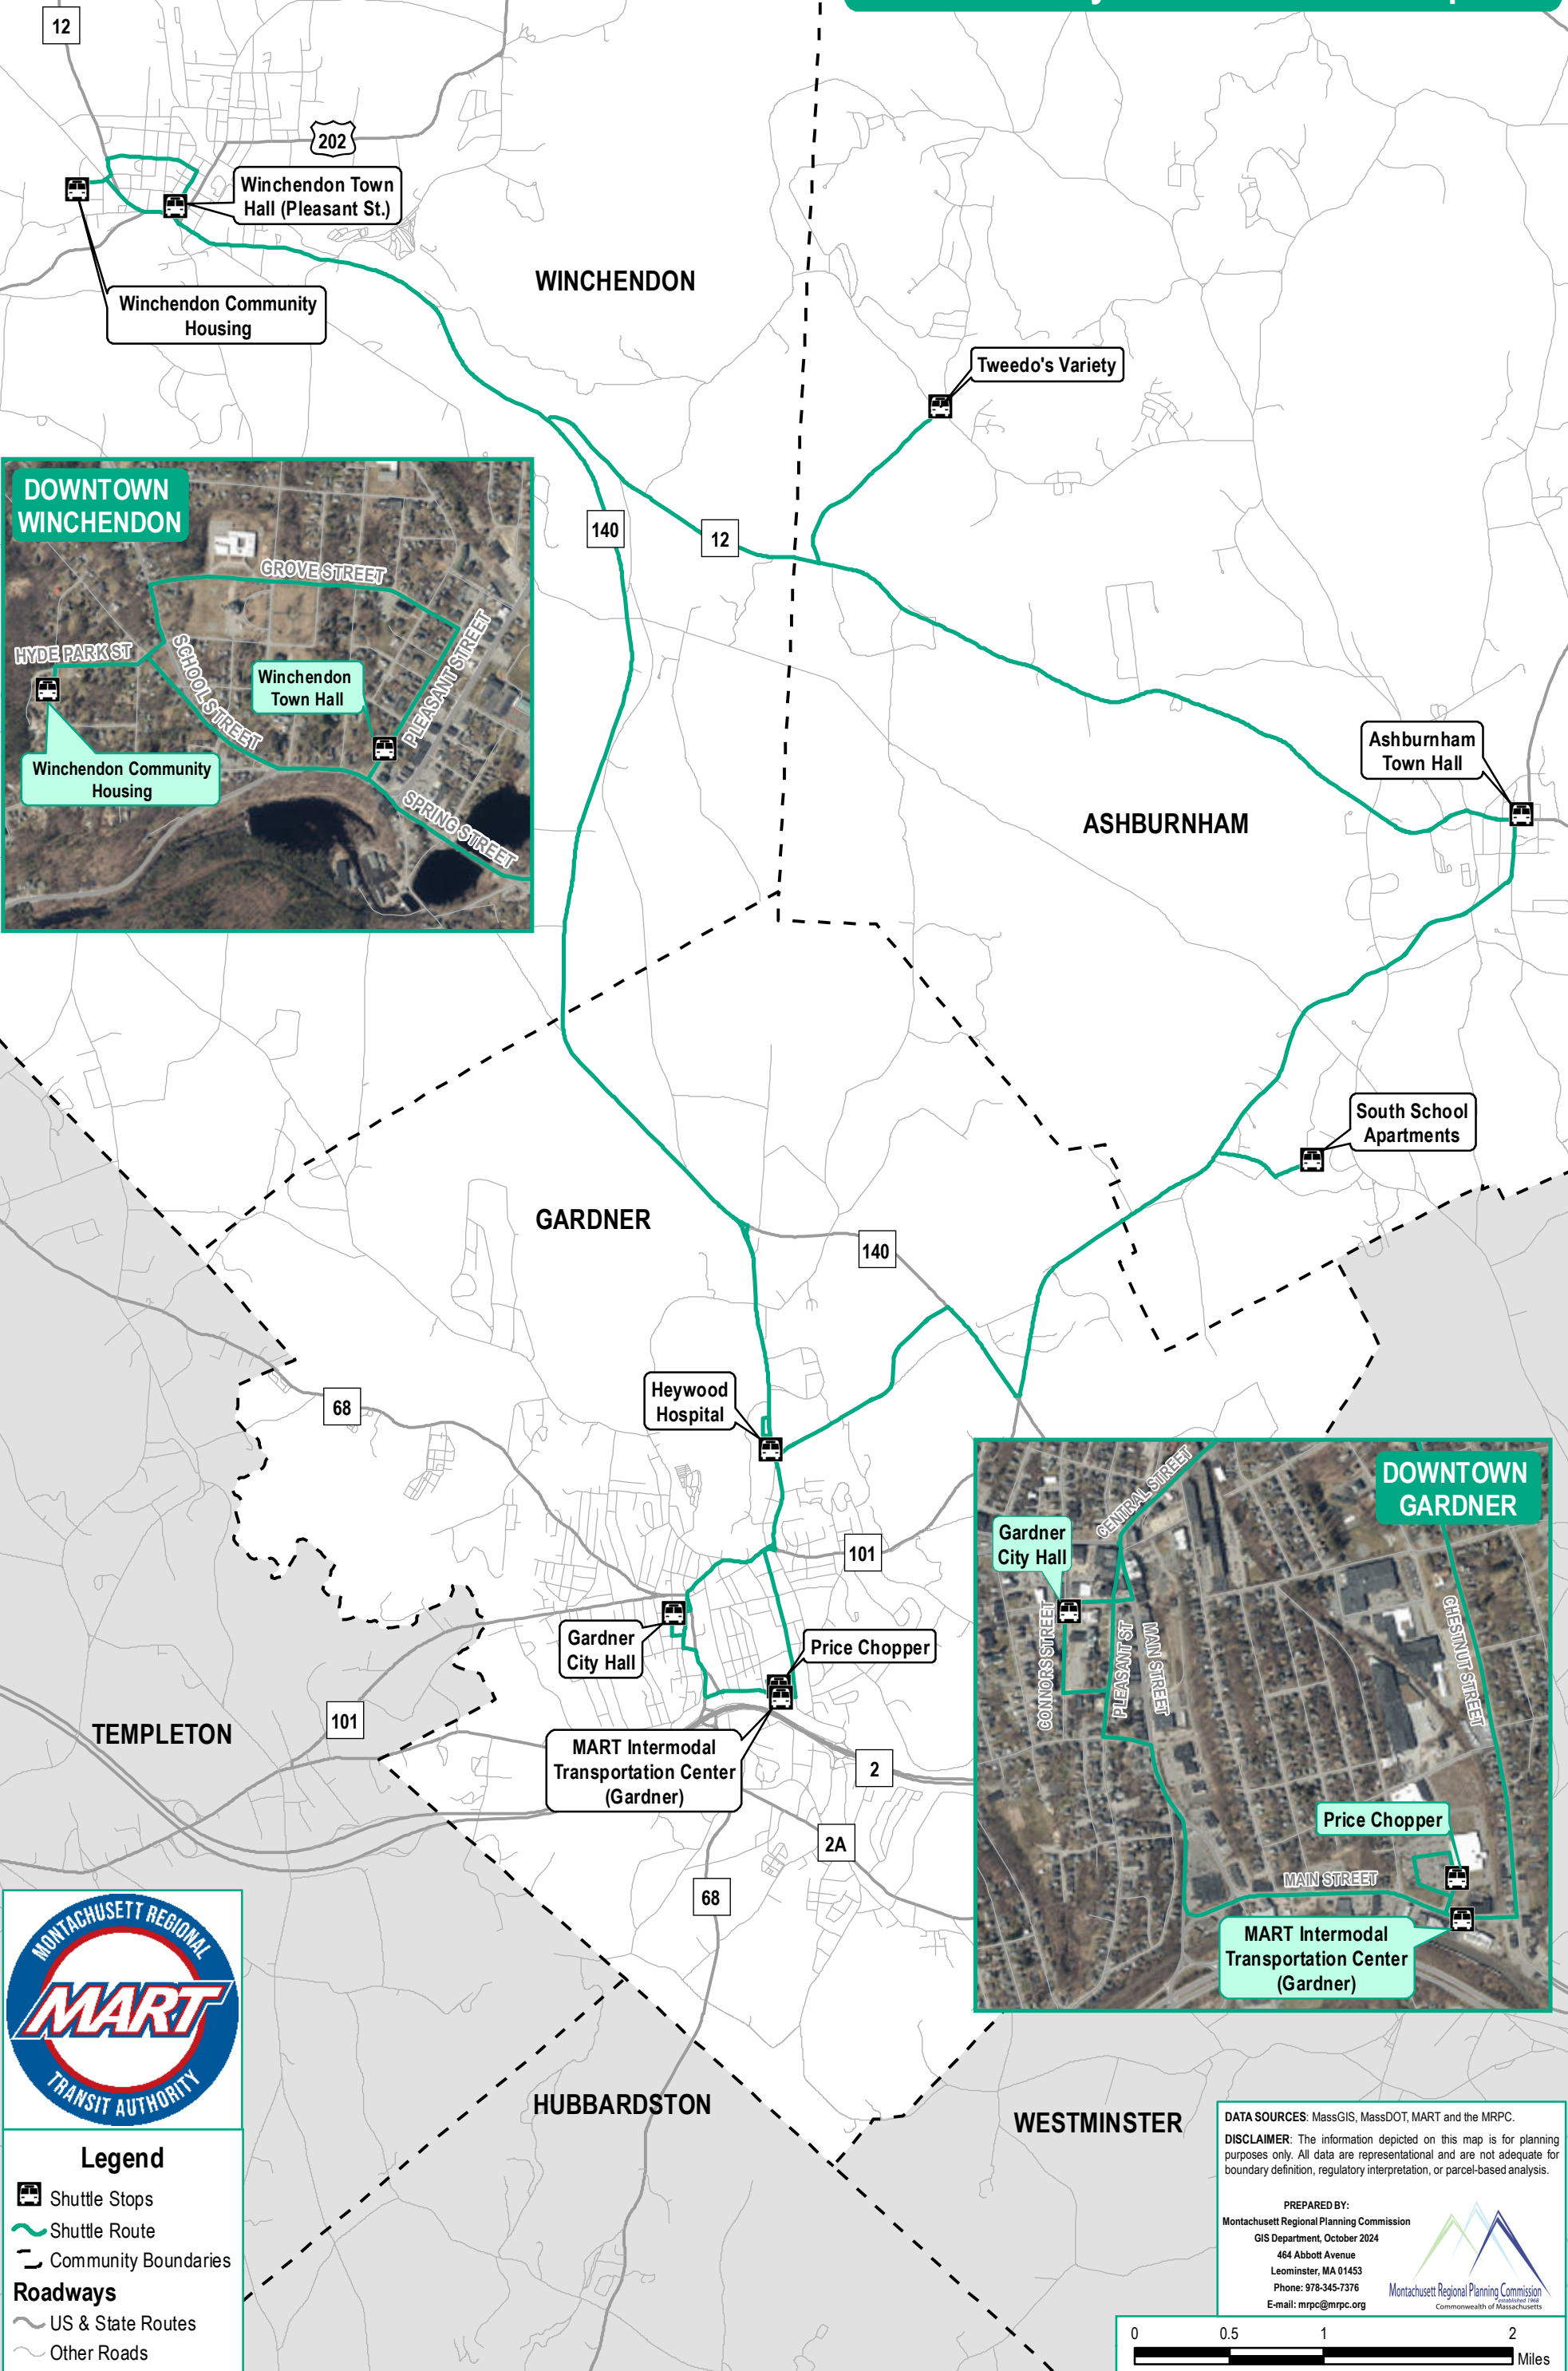 12
202
Winchendon Town
Hall (Pleasant St.)
WINCHENDON
Winchendon Community
Housing
Tweedo's Variety
DOWNTOWN
WINCHENDON
GROVE STREET
HYDE PARK ST
SCHOOL STREET
PLEASANT STREET
Winchendon
Town Hall
Winchendon Community
Housing
SPRING STREET
140
12
Ashburnham
Town Hall
ASHBURNHAM
South School
Apartments
GARDNER
140
Heywood
Hospital
68
101
Gardner
City Hall
Price Chopper
TEMPLETON
101
MART Intermodal
Transportation Center
(Gardner)
2
2A
68
DOWNTOWN
GARDNER
CENTRAL STREET
Gardner
City Hall
CONNORS STREET
PLEASANT ST
MAIN STREET
CHESTNUT STREET
Price Chopper
MAIN STREET
MART Intermodal
Transportation Center
(Gardner)
HUBBARDSTON
WESTMINSTER
MONTACHUSETT REGIONAL
MART
TRANSIT AUTHORITY
Legend
Shuttle Stops
Shuttle Route
Community Boundaries
Roadways
US & State Routes
Other Roads
DATA SOURCES: MassGIS, MassDOT, MART and the MRPC.
DISCLAIMER: The information depicted on this map is for planning
purposes only. All data are representational and are not adequate for
boundary definition, regulatory interpretation, or parcel-based analysis.
PREPARED BY:
Montachusett Regional Planning Commission
GIS Department, October 2024
464 Abbott Avenue
Leominster, MA 01453
Phone: 978-345-7376
E-mail: mrpc@mrpc.org
Montachusett Regional Planning Commission
established 1968
Commonwealth of Massachusetts
0 0.5 1 2
Miles